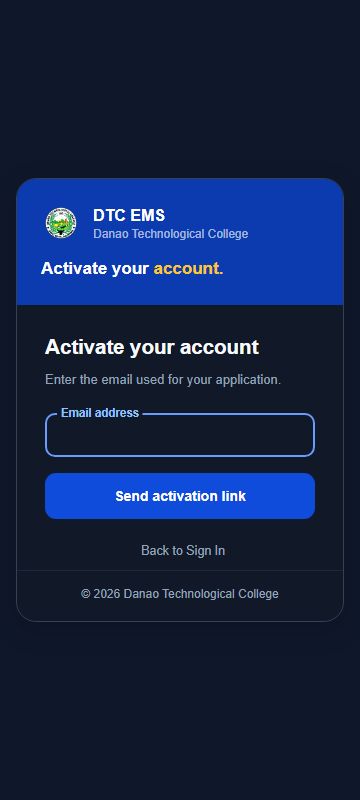 DTC EMS
Danao Technological College
Activate your account.
Activate your account
Enter the email used for your application.
Email address
Send activation link
Back to Sign In
© 2026 Danao Technological College